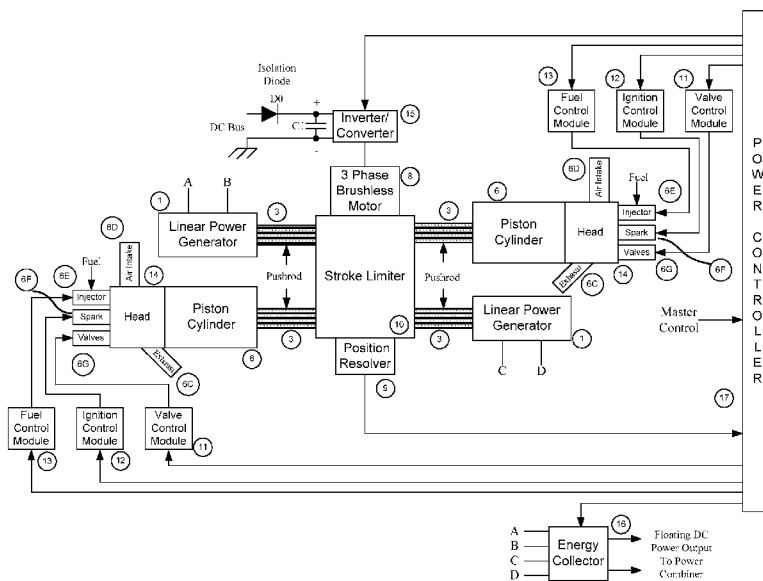 Isolation
Diode
D0
DC Bus
+
-
Inverter/
Converter
15
13
12
11
Fuel
Control
Module
Ignition
Control
Module
Valve
Control
Module
3 Phase
Brushless
Motor
8
A
B
1
Linear Power
Generator
3
3
6
Piston
Cylinder
Head
6D
Air Intake
Fuel
6E
Injector
Spark
Valves
6F
6G
14
6C
Exhaust
Stroke Limiter
10
Pushrod
Pushrod
6D
Air Intake
14
6E
Fuel
6F
Injector
Spark
Valves
6G
Head
Piston
Cylinder
6
Exhaust
6C
3
3
Linear Power
Generator
1
C
D
Position
Resolver
9
Master
Control
17
POWER CONTROLLER
Fuel
Control
Module
Ignition
Control
Module
Valve
Control
Module
13
12
11
A
B
C
D
Energy
Collector
16
Floating DC
Power Output
To Power
Combiner